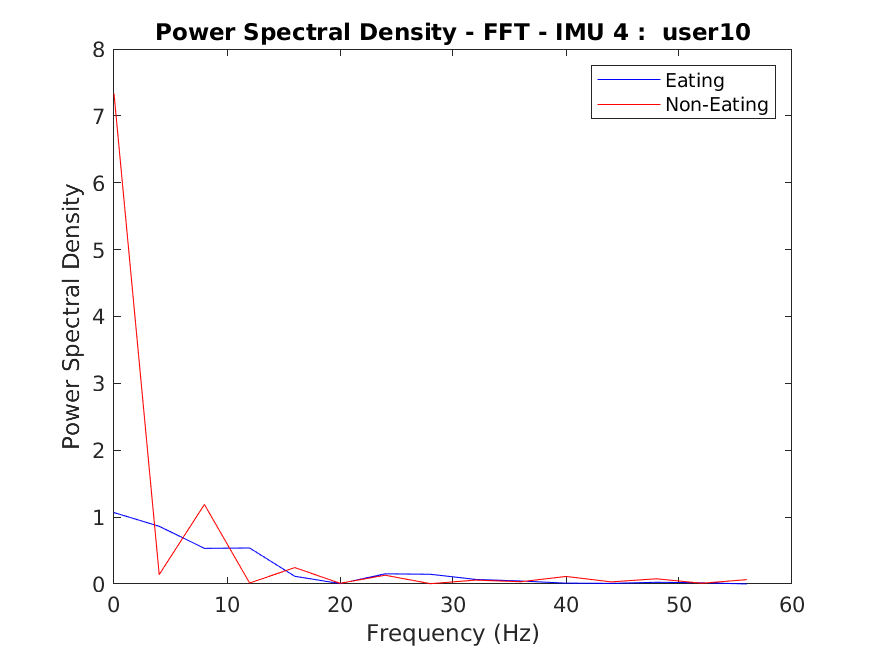 Power Spectral Density - FFT - IMU 4 :  user10
Eating
Non-Eating
Power Spectral Density
8
7
6
5
4
3
2
1
0
0 10 20 30 40 50 60
Frequency (Hz)